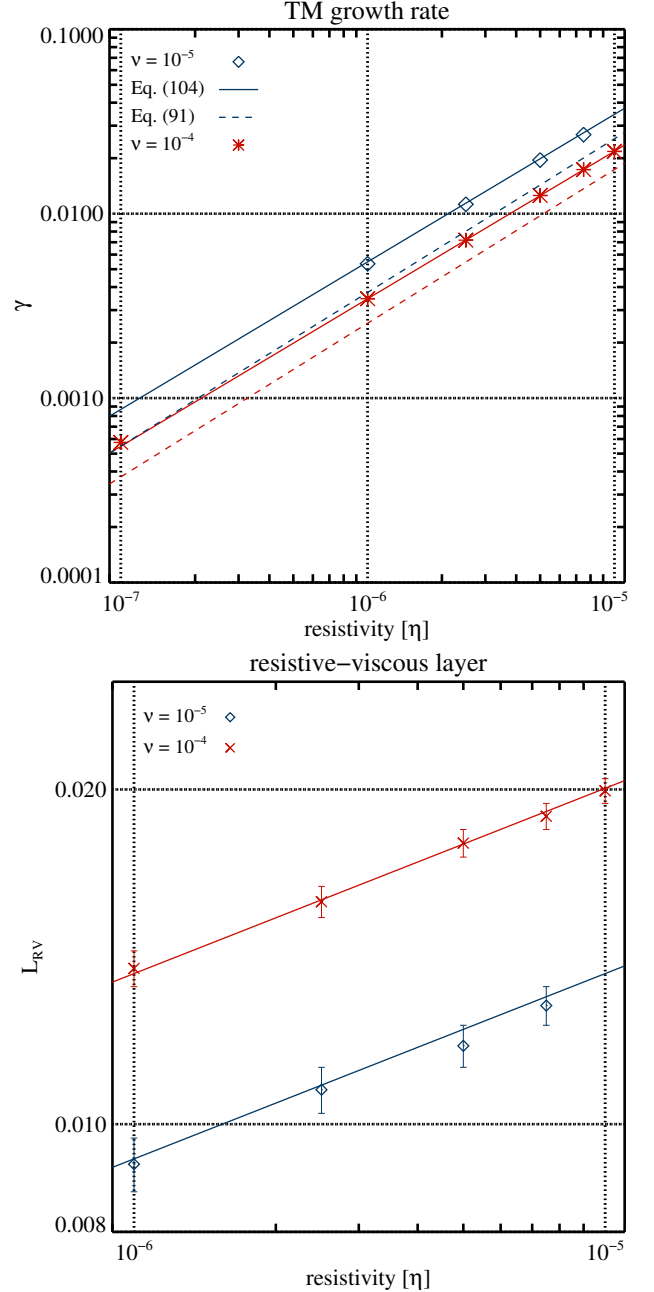 TM growth rate
0.1000
ν = 10⁻⁵
Eq. (104)
Eq. (91)
ν = 10⁻⁴
0.0100
γ
0.0010
0.0001
10⁻⁷ 10⁻⁶ 10⁻⁵
resistivity [η]
resistive−viscous layer
ν = 10⁻⁵
ν = 10⁻⁴
0.020
L_RV
0.010
0.008
10⁻⁶ 10⁻⁵
resistivity [η]